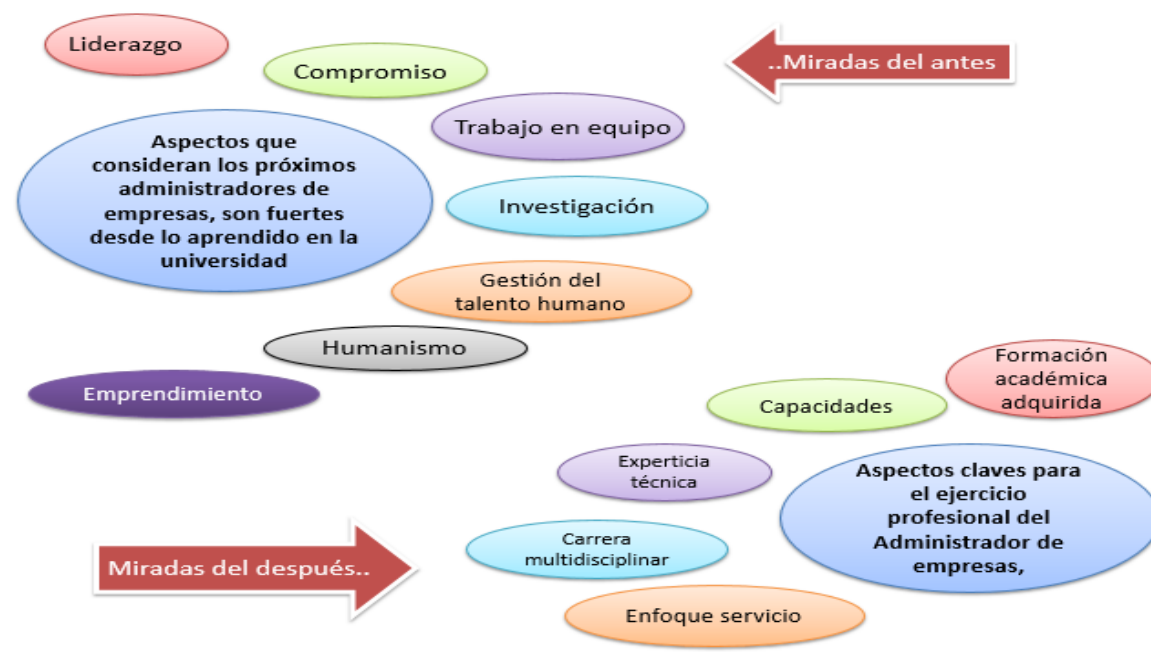 Liderazgo
Compromiso
..Miradas del antes
Trabajo en equipo
Aspectos que
consideran los próximos
administradores de
empresas, son fuertes
desde lo aprendido en la
universidad
Investigación
Gestión del
talento humano
Humanismo
Emprendimiento
Formación
académica
adquirida
Capacidades
Experticia
técnica
Aspectos claves para
el ejercicio
profesional del
Administrador de
empresas,
Carrera
multidisciplinar
Miradas del después..
Enfoque servicio